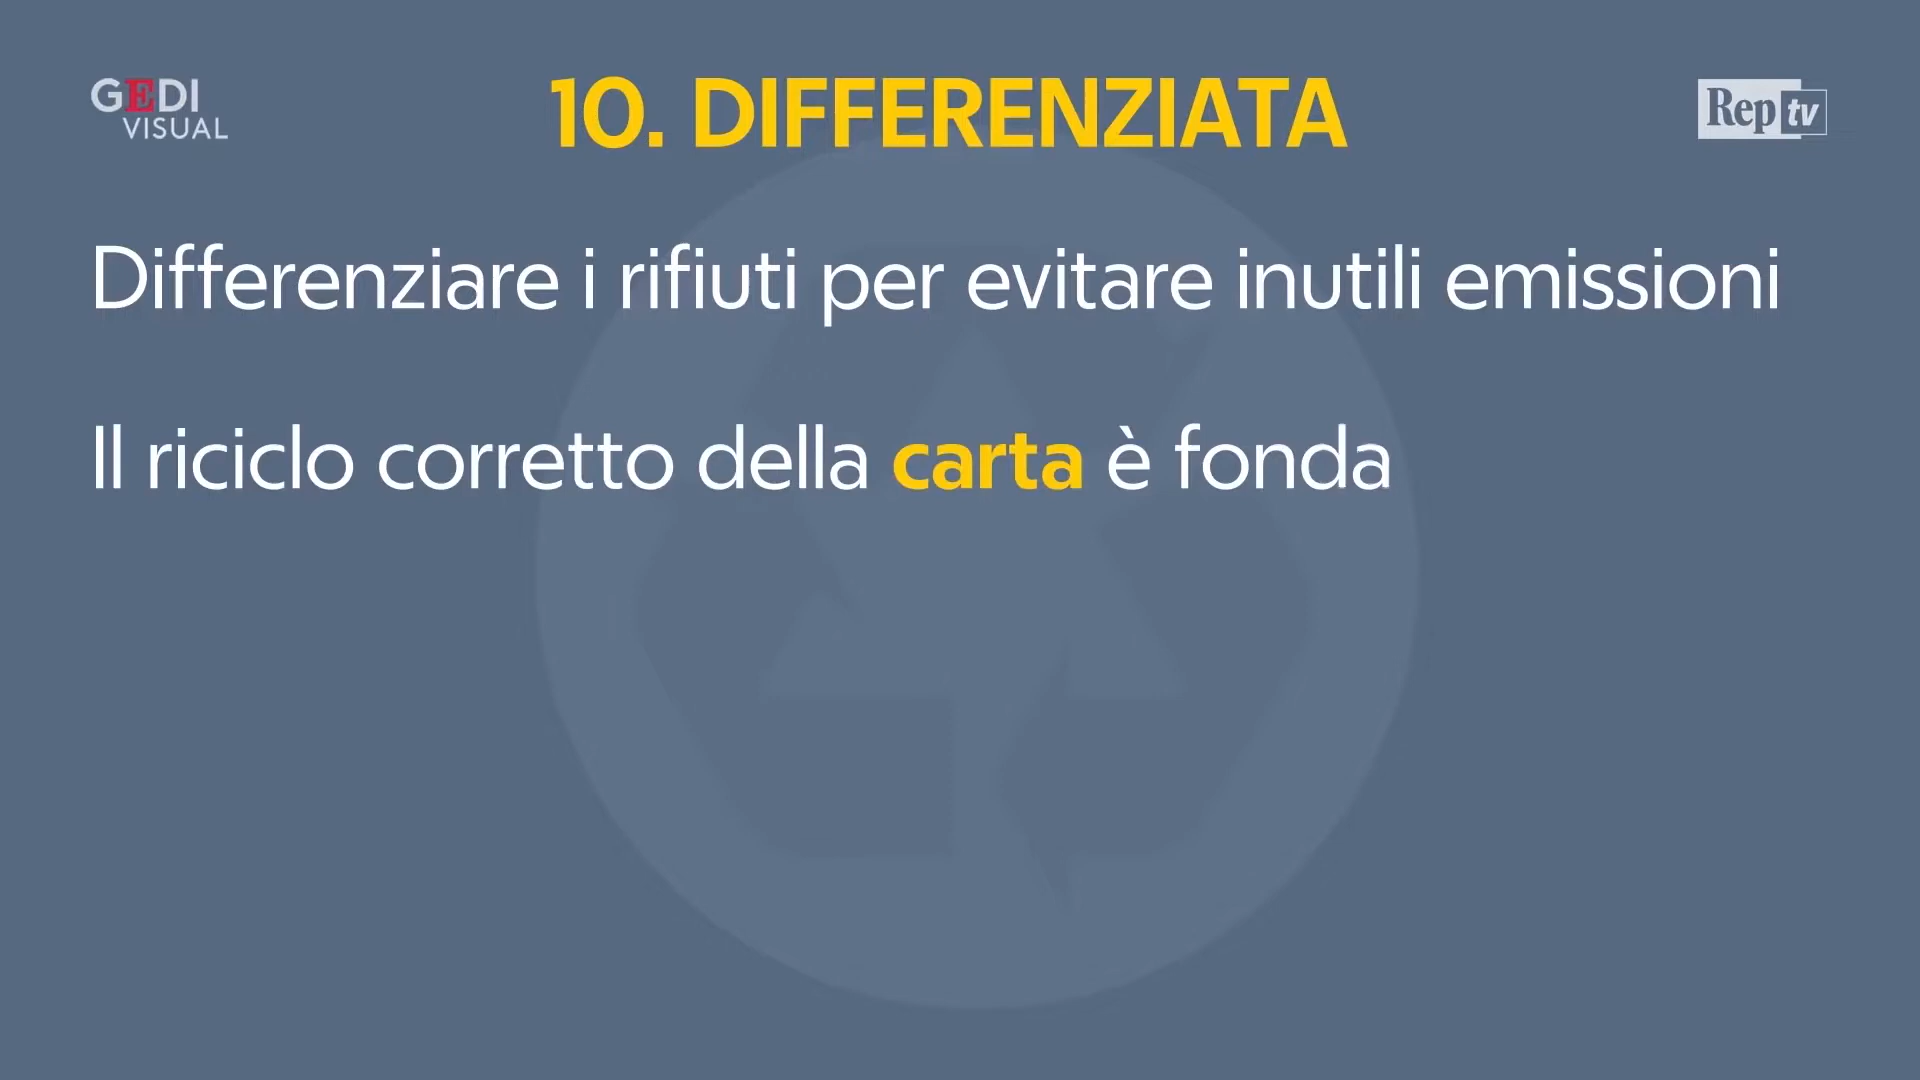 GEDI
VISUAL
10. DIFFERENZIATA
Rep tv
Differenziare i rifiuti per evitare inutili emissioni
Il riciclo corretto della carta è fonda